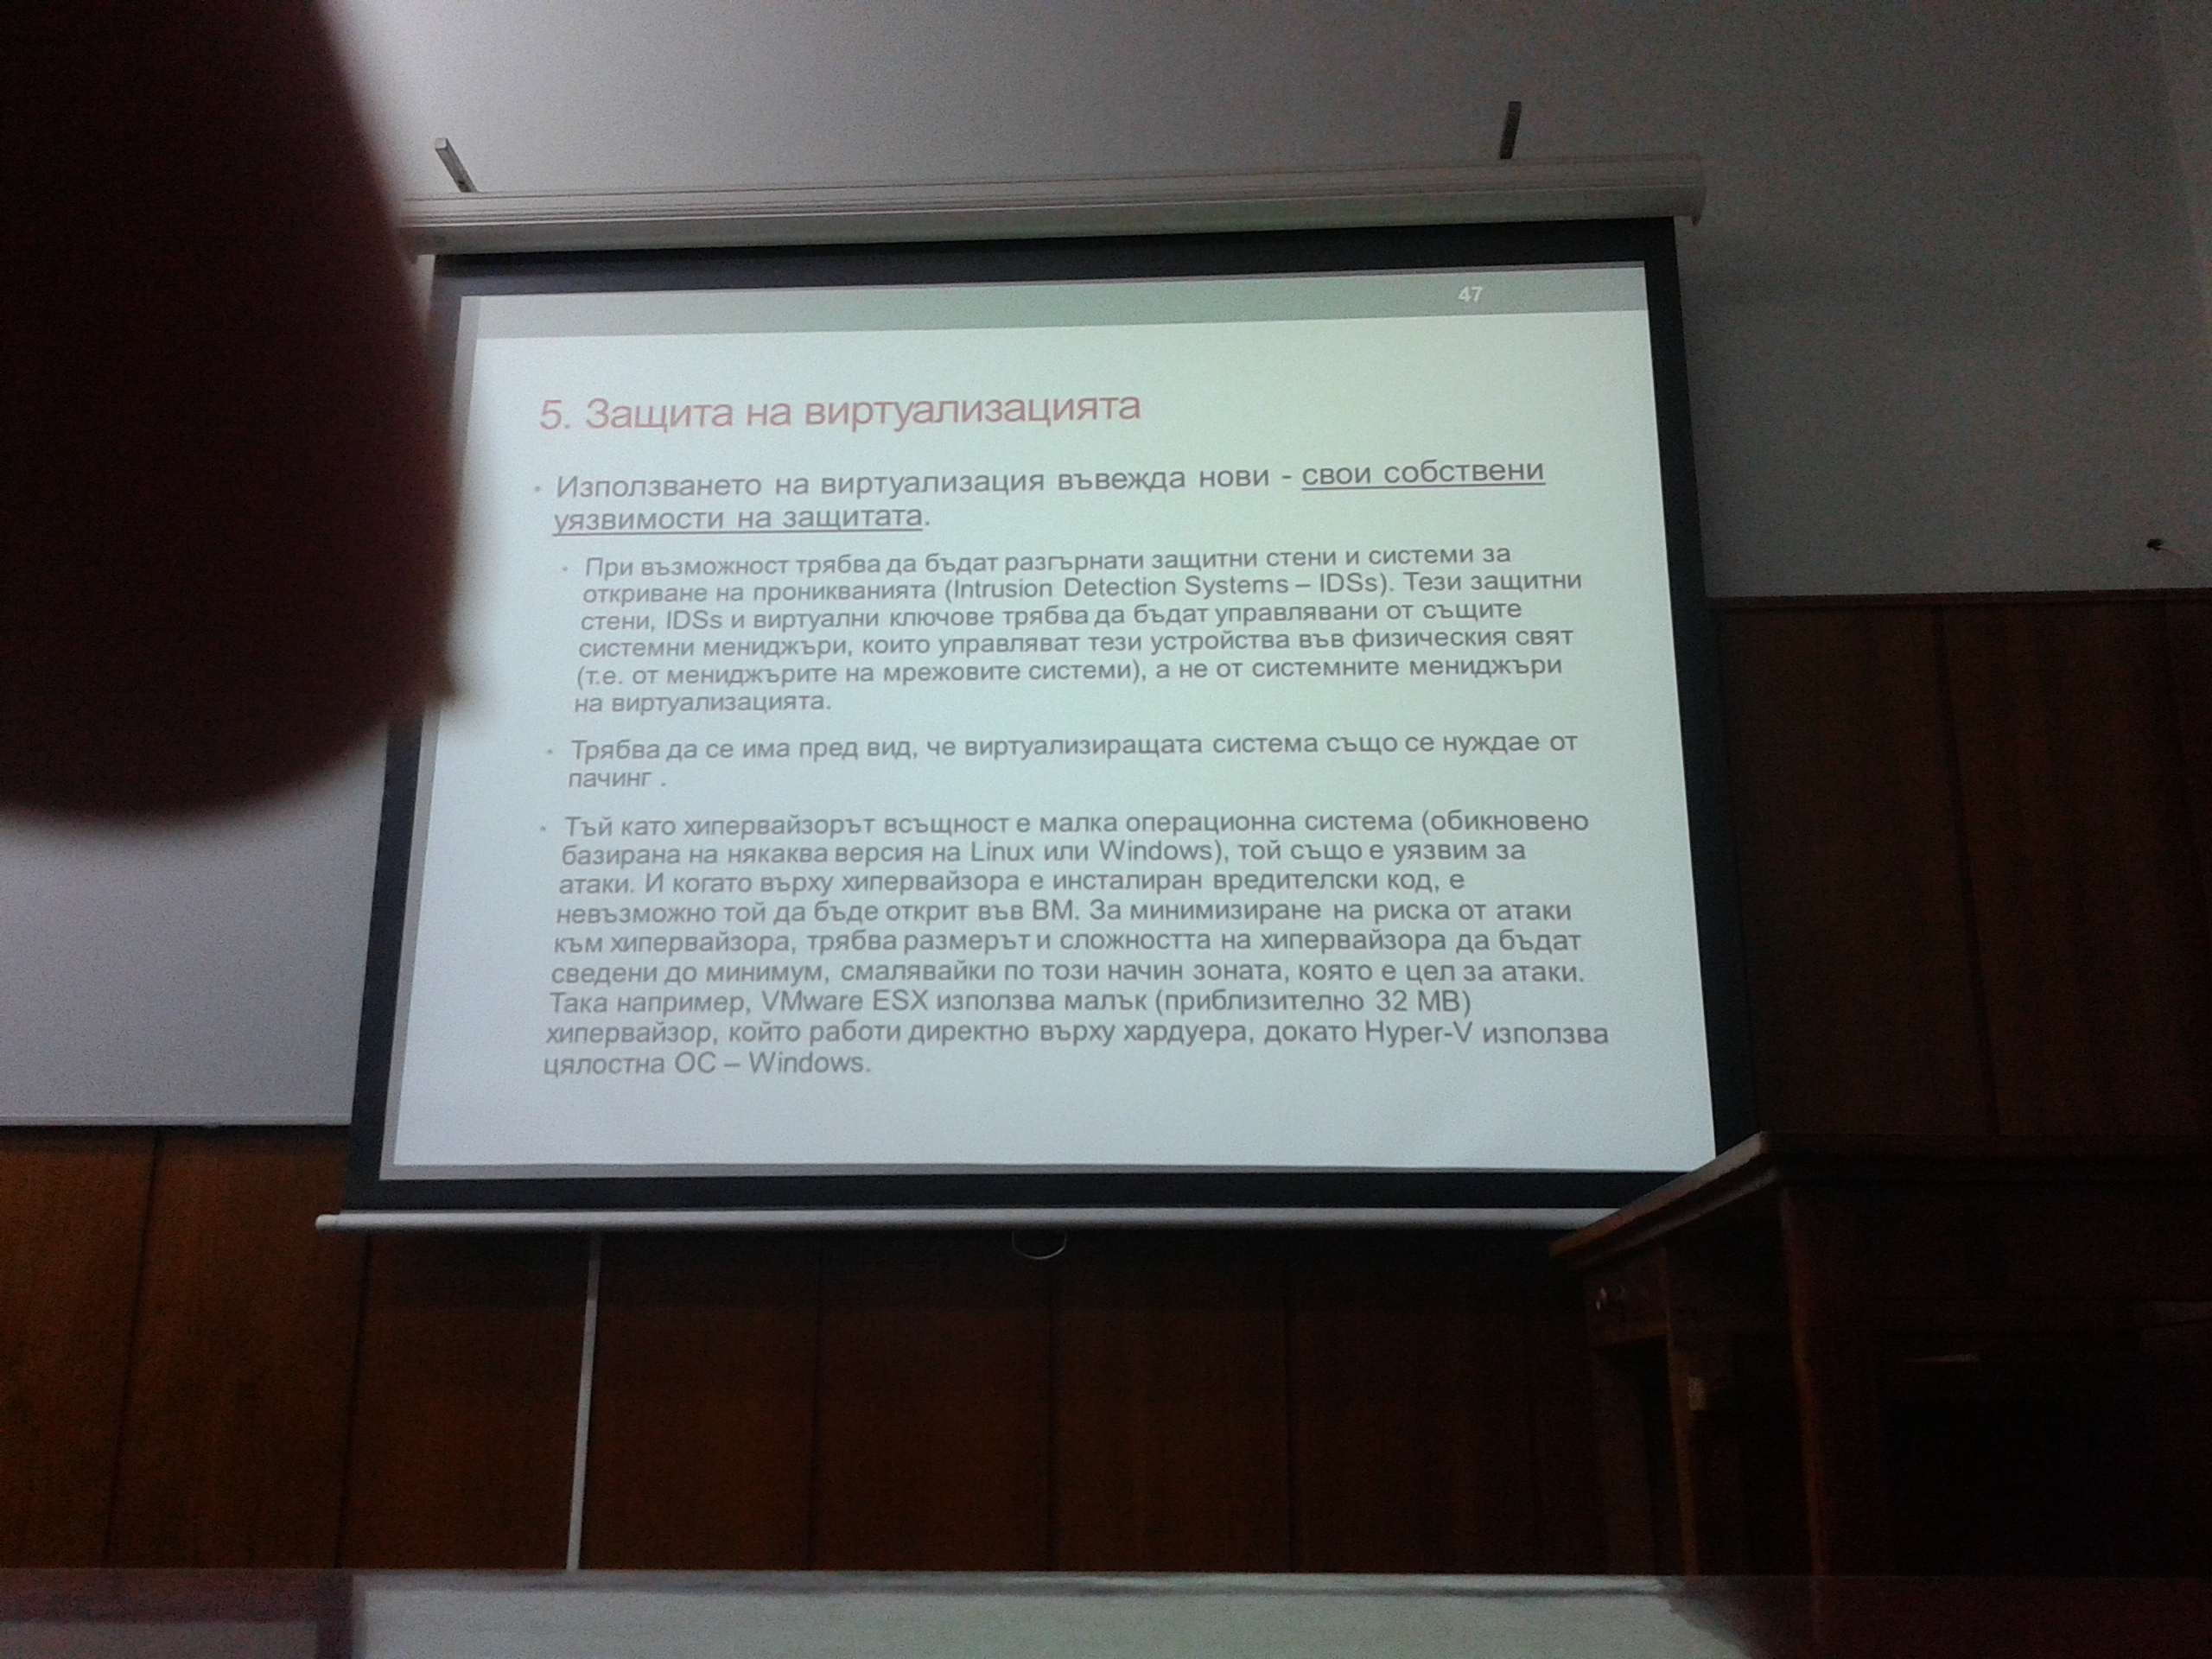 47
5. Защита на виртуализацията
• Използването на виртуализация въвежда нови - свои собствени
уязвимости на защитата.
• При възможност трябва да бъдат разгърнати защитни стени и системи за
откриване на прониквания​та (Intrusion Detection Systems – IDSs). Тези защитни
стени, IDSs и виртуални ключове трябва да бъдат управлявани от същите
системни мениджъри, които управляват тези устройства във физическия свят
(т.е. от мениджърите на мрежовите системи), а не от системните мениджъри
на виртуализацията.
• Трябва да се има пред вид, че виртуализиращата система също се нуждае от
пачинг .
• Тъй като хипервайзорът всъщност е малка операционна система (обикновено
базирана на някаква версия на Linux или Windows), той също е уязвим за
атаки. И когато върху хипервайзора е инсталиран вредителски код, е
невъзможно той да бъде открит във ВМ. За минимизиране на риска от атаки
към хипервайзора, трябва размерът и сложността на хипервайзора да бъдат
сведени до минимум, смалявайки по този начин зоната, която е цел за атаки.
Така например, VMware ESX използва малък (приблизително 32 MB)
хипервайзор, който работи директно върху хардуера, докато Hyper-V използва
цялостна ОС – Windows.